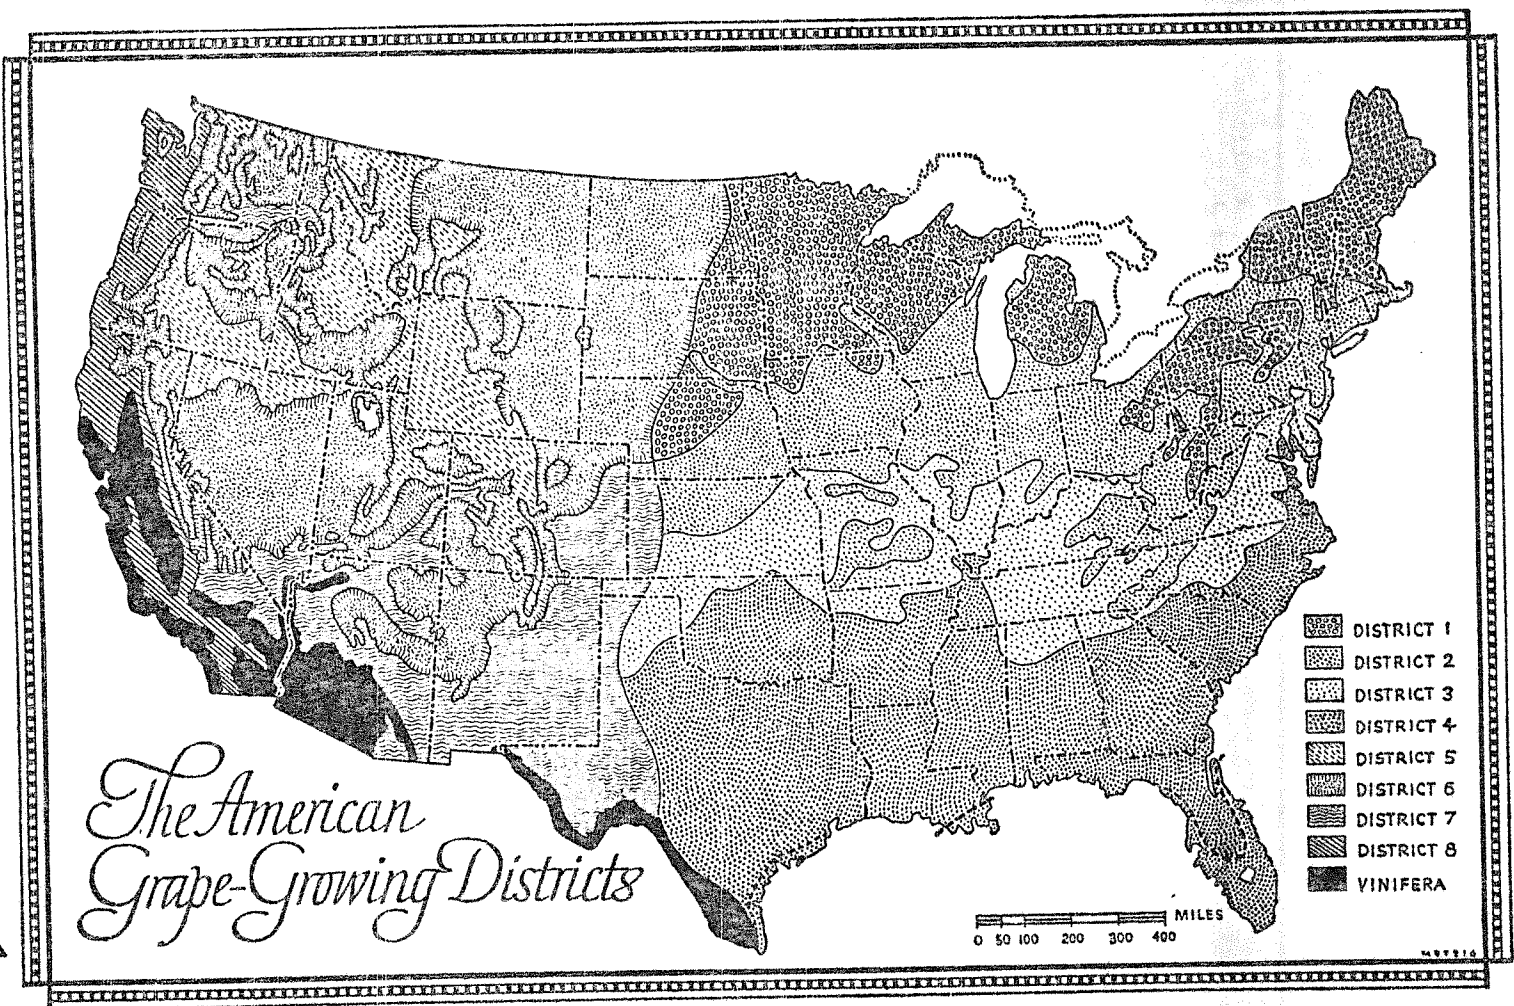 The American
Grape-Growing Districts
DISTRICT 1
DISTRICT 2
DISTRICT 3
DISTRICT 4
DISTRICT 5
DISTRICT 6
DISTRICT 7
DISTRICT 8
VINIFERA
MILES
0 50 100 200 300 400